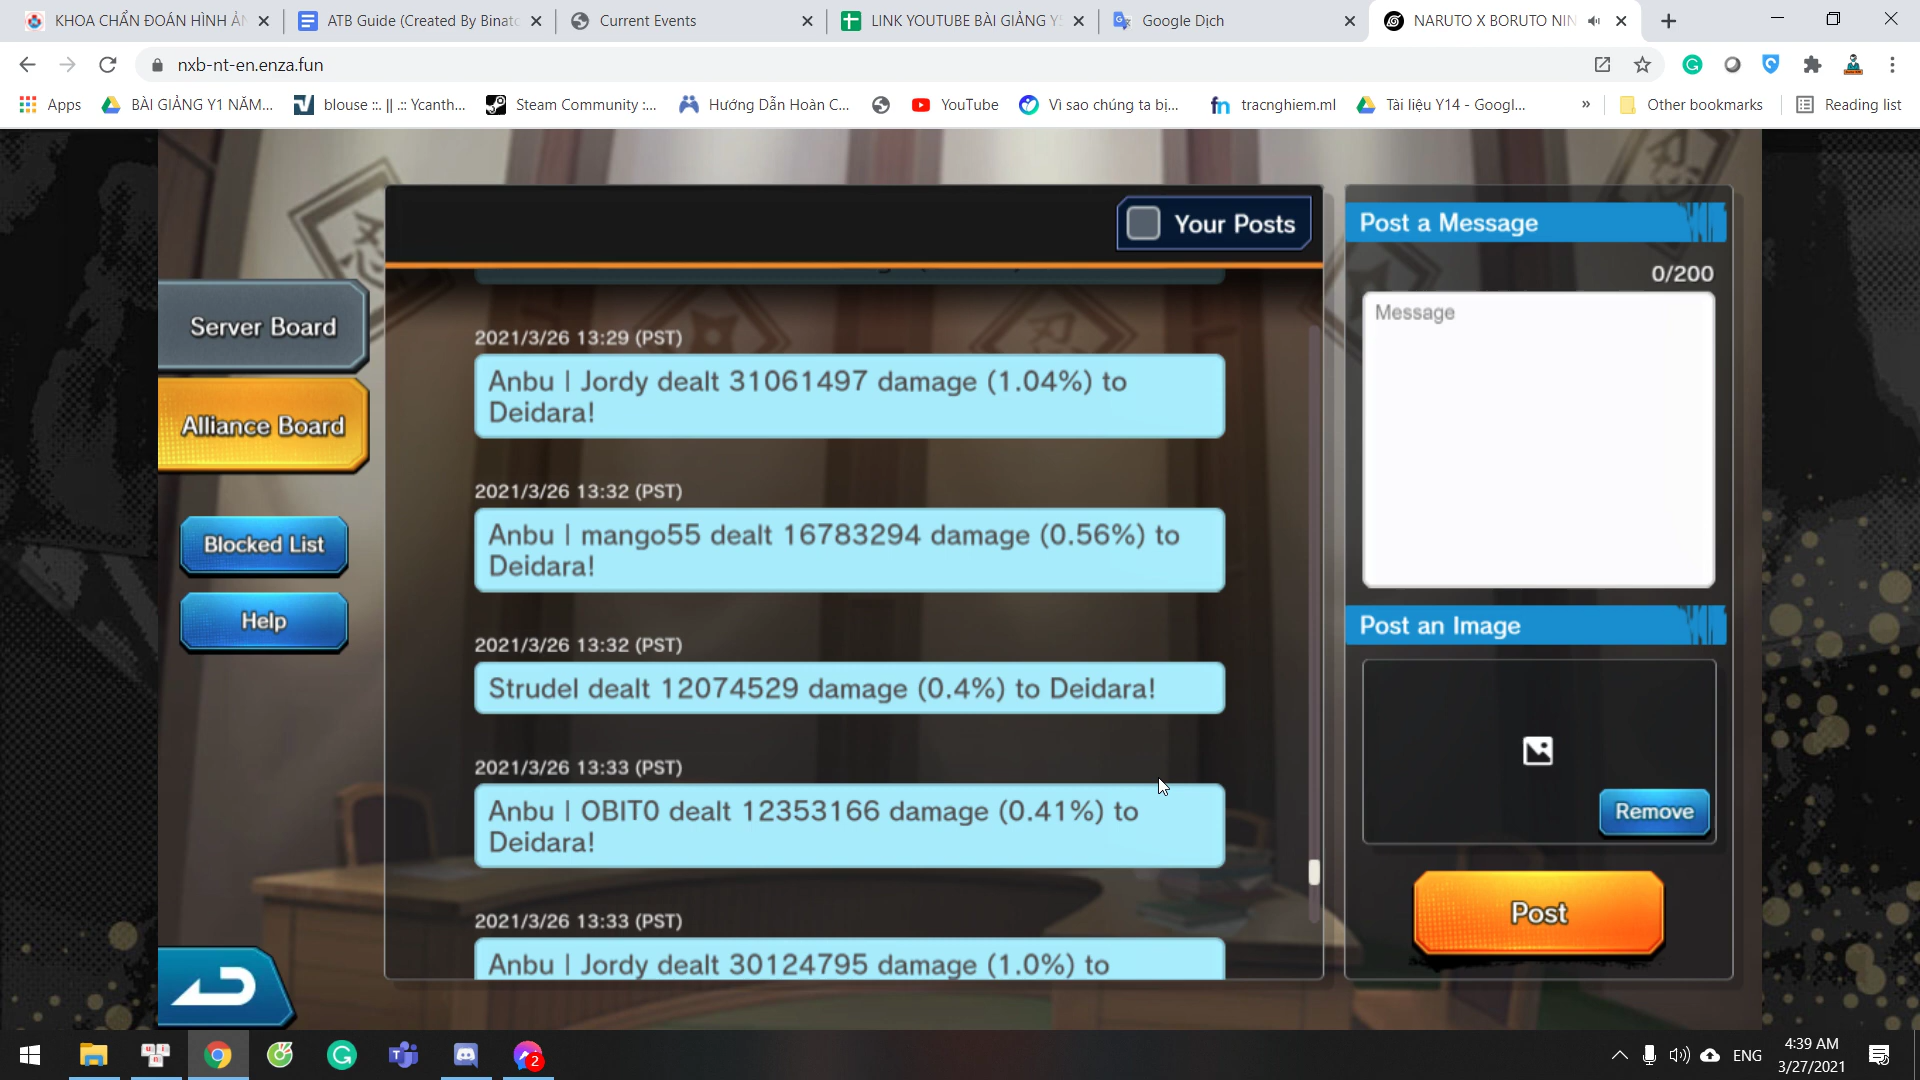 KHOA CHẨN ĐOÁN HÌNH ẢN
ATB Guide (Created By Binato
Current Events
LINK YOUTUBE BÀI GIẢNG Y5
Google Dịch
NARUTO X BORUTO NIN
nxb-nt-en.enza.fun
Apps
BÀI GIẢNG Y1 NĂM...
blouse ::. || .:: Ycanth...
Steam Community :...
Hướng Dẫn Hoàn C...
YouTube
Vì sao chúng ta bị...
fn
tracnghiem.ml
Tài liệu Y14 - Googl...
»
Other bookmarks
Reading list
Your Posts
Server Board
Alliance Board
Blocked List
Help
2021/3/26 13:29 (PST)
Anbu | Jordy dealt 31061497 damage (1.04%) to
Deidara!
2021/3/26 13:32 (PST)
Anbu | mango55 dealt 16783294 damage (0.56%) to
Deidara!
2021/3/26 13:32 (PST)
Strudel dealt 12074529 damage (0.4%) to Deidara!
2021/3/26 13:33 (PST)
Anbu | OBIT0 dealt 12353166 damage (0.41%) to
Deidara!
2021/3/26 13:33 (PST)
Anbu | Jordy dealt 30124795 damage (1.0%) to
Post a Message
0/200
Message
Post an Image
Remove
Post
2
ENG
4:39 AM
3/27/2021